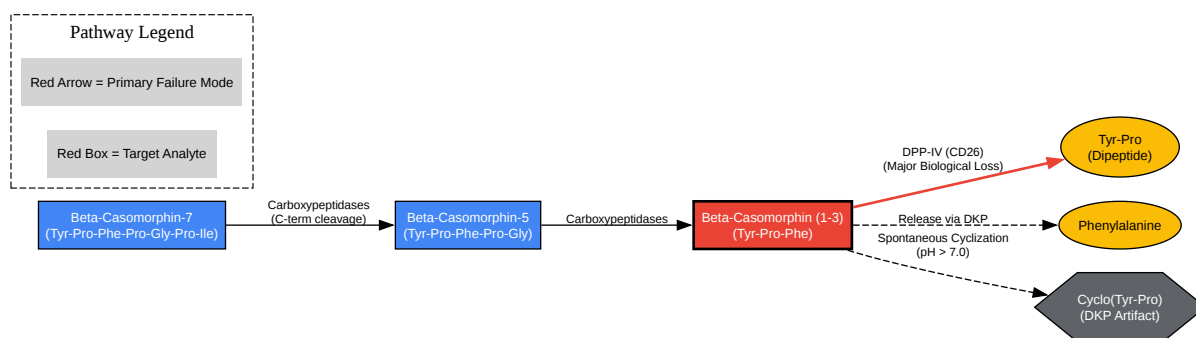 Pathway Legend
Red Arrow = Primary Failure Mode
Red Box = Target Analyte
Beta-Casomorphin-7
(Tyr-Pro-Phe-Pro-Gly-Pro-Ile)
Carboxypeptidases
(C-term cleavage)
Beta-Casomorphin-5
(Tyr-Pro-Phe-Pro-Gly)
Carboxypeptidases
Beta-Casomorphin (1-3)
(Tyr-Pro-Phe)
DPP-IV (CD26)
(Major Biological Loss)
Tyr-Pro
(Dipeptide)
Release via DKP
Phenylalanine
Spontaneous Cyclization
(pH > 7.0)
Cyclo(Tyr-Pro)
(DKP Artifact)